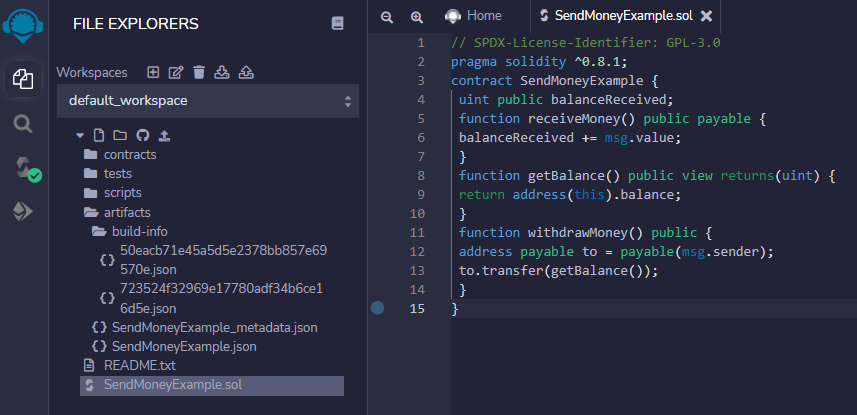 FILE EXPLORERS
Workspaces
default_workspace
contracts
tests
scripts
artifacts
build-info
50eacb71e45a5d5e2378bb857e69
570e.json
723524f32969e17780adf34b6ce1
6d5e.json
SendMoneyExample_metadata.json
SendMoneyExample.json
README.txt
SendMoneyExample.sol
Home
SendMoneyExample.sol
1 // SPDX-License-Identifier: GPL-3.0
2 pragma solidity ^0.8.1;
3 contract SendMoneyExample {
4 uint public balanceReceived;
5 function receiveMoney() public payable {
6 balanceReceived += msg.value;
7 }
8 function getBalance() public view returns(uint) {
9 return address(this).balance;
10 }
11 function withdrawMoney() public {
12 address payable to = payable(msg.sender);
13 to.transfer(getBalance());
14 }
15 }